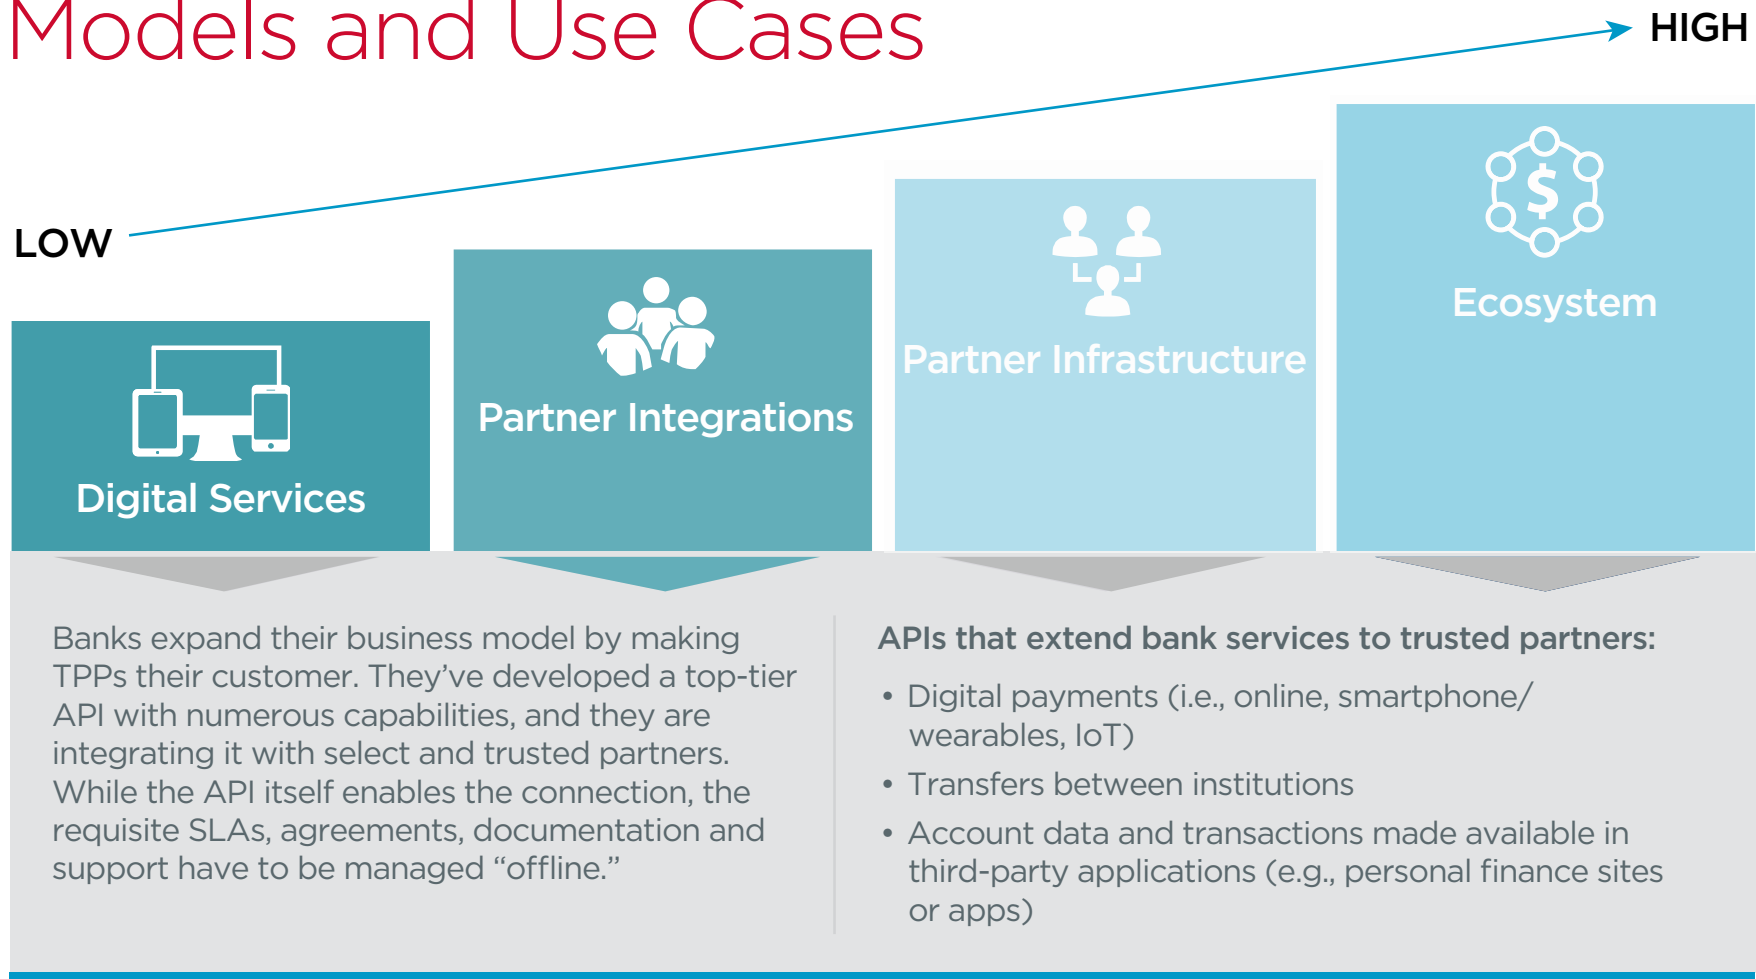 Models and Use Cases
HIGH
LOW
Digital Services
Partner Integrations
Partner Infrastructure
Ecosystem
Banks expand their business model by making
TPPs their customer. They’ve developed a top-tier
API with numerous capabilities, and they are
integrating it with select and trusted partners.
While the API itself enables the connection, the
requisite SLAs, agreements, documentation and
support have to be managed “offline.”
APIs that extend bank services to trusted partners:
• Digital payments (i.e., online, smartphone/
wearables, IoT)
• Transfers between institutions
• Account data and transactions made available in
third-party applications (e.g., personal finance sites
or apps)